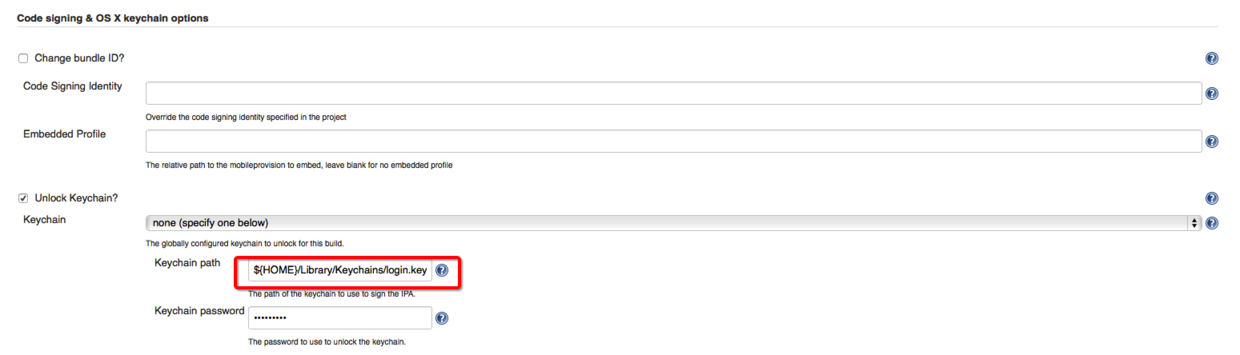 Code signing & OS X keychain options
Change bundle ID?
Code Signing Identity
Override the code signing identity specified in the project
Embedded Profile
The relative path to the mobileprovision to embed, leave blank for no embedded profile
Unlock Keychain?
Keychain
none (specify one below)
The globally configured keychain to unlock for this build.
Keychain path
${HOME}/Library/Keychains/login.key
The path of the keychain to use to sign the IPA.
Keychain password
•••••••••
The password to use to unlock the keychain.